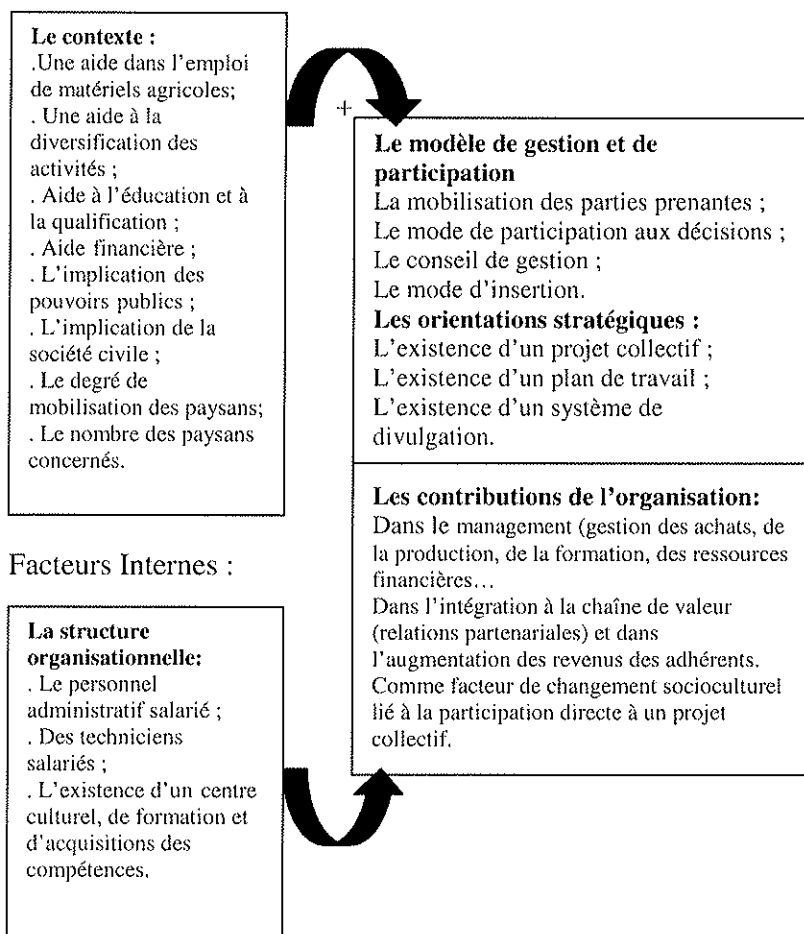 Le contexte :
.Une aide dans l'emploi
de matériels agricoles;
. Une aide à la
diversification des
activités ;
. Aide à l'éducation et à
la qualification ;
. Aide financière ;
. L'implication des
pouvoirs publics ;
. L'implication de la
société civile ;
. Le degré de
mobilisation des paysans;
. Le nombre des paysans
concernés.
+
Le modèle de gestion et de
participation
La mobilisation des parties prenantes ;
Le mode de participation aux décisions ;
Le conseil de gestion ;
Le mode d'insertion.
Les orientations stratégiques :
L'existence d'un projet collectif ;
L'existence d'un plan de travail ;
L'existence d'un système de
divulgation.
Les contributions de l'organisation:
Dans le management (gestion des achats, de
la production, de la formation, des ressources
financières…
Dans l'intégration à la chaîne de valeur
(relations partenariales) et dans
l'augmentation des revenus des adhérents.
Comme facteur de changement socioculturel
lié à la participation directe à un projet
collectif.
Facteurs Internes :
La structure
organisationnelle:
. Le personnel
administratif salarié ;
. Des techniciens
salariés ;
. L'existence d'un centre
culturel, de formation et
d'acquisitions des
compétences.